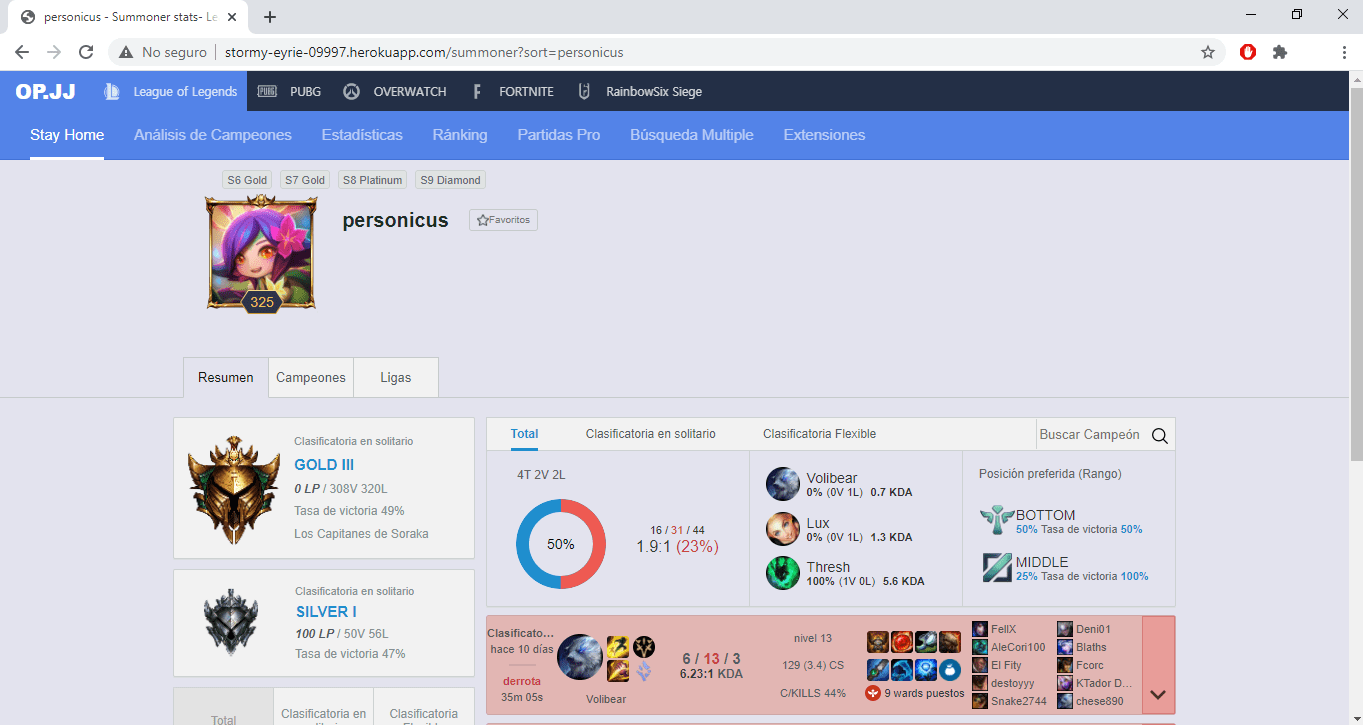 personicus - Summoner stats- Le
No seguro
stormy-eyrie-09997.herokuapp.com/summoner?sort=personicus
OP.JJ
League of Legends
PUBG
PUBG
OVERWATCH
FORTNITE
RainbowSix Siege
Stay Home
Análisis de Campeones
Estadísticas
Ránking
Partidas Pro
Búsqueda Multiple
Extensiones
S6 Gold
S7 Gold
S8 Platinum
S9 Diamond
personicus
Favoritos
325
Resumen
Campeones
Ligas
Clasificatoria en solitario
GOLD III
0 LP / 308V 320L
Tasa de victoria 49%
Los Capitanes de Soraka
Clasificatoria en solitario
SILVER I
100 LP / 50V 56L
Tasa de victoria 47%
Total
Clasificatoria en
Clasificatoria
Total
Clasificatoria en solitario
Clasificatoria Flexible
Buscar Campeón
4T 2V 2L
50%
16 / 31 / 44
1.9:1 (23%)
Volibear
0% (0V 1L) 0.7 KDA
Lux
0% (0V 1L) 1.3 KDA
Thresh
100% (1V 0L) 5.6 KDA
Posición preferida (Rango)
BOTTOM
50% Tasa de victoria 50%
MIDDLE
25% Tasa de victoria 100%
Clasificato...
hace 10 días
derrota
35m 05s
Volibear
6 / 13 / 3
6.23:1 KDA
nivel 13
129 (3.4) CS
C/KILLS 44%
9 wards puestos
FellX
AleCori100
El Fity
destoyyy
Snake2744
Deni01
Blaths
Fcorc
KTador D...
chese890